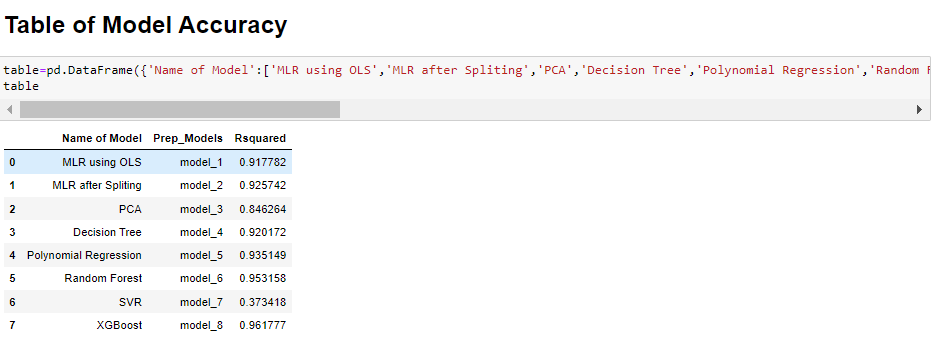 Table of Model Accuracy
table=pd.DataFrame({'Name of Model':['MLR using OLS','MLR after Spliting','PCA','Decision Tree','Polynomial Regression','Random
table
Name of Model Prep_Models Rsquared
0 MLR using OLS model_1 0.917782
1 MLR after Spliting model_2 0.925742
2 PCA model_3 0.846264
3 Decision Tree model_4 0.920172
4 Polynomial Regression model_5 0.935149
5 Random Forest model_6 0.953158
6 SVR model_7 0.373418
7 XGBoost model_8 0.961777